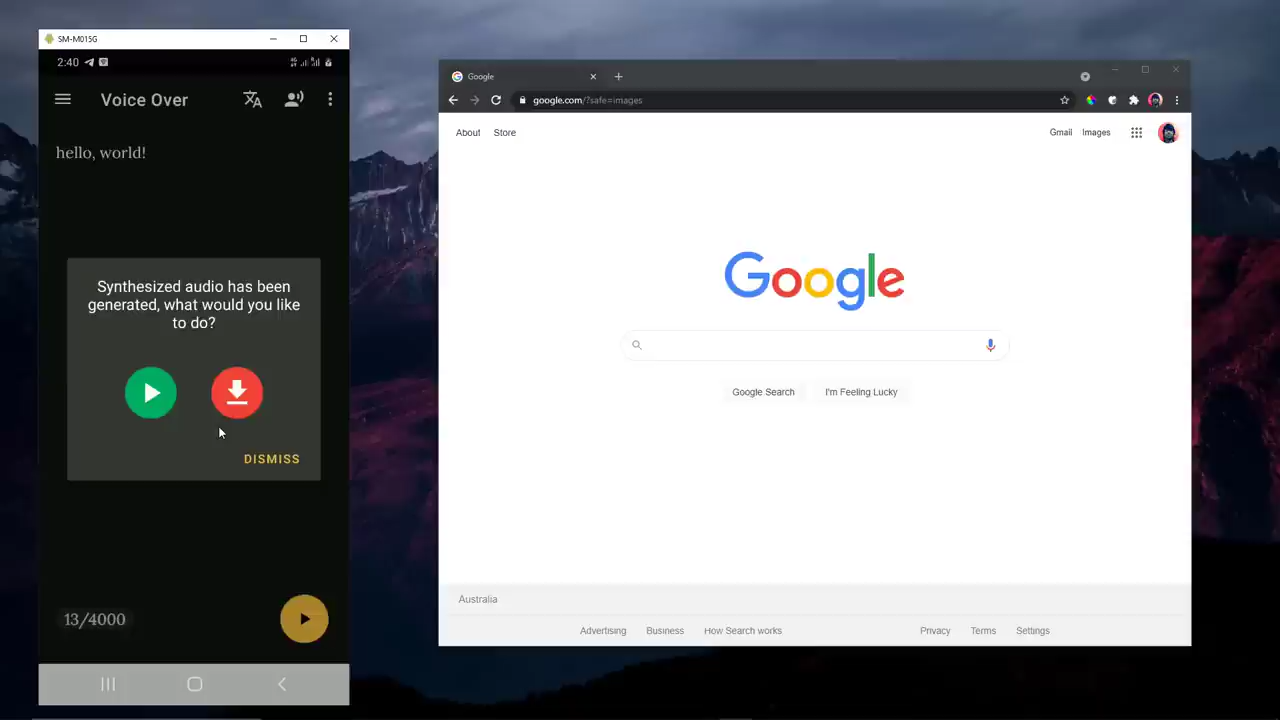 SM-M015G
2:40
Voice Over
hello, world!
Synthesized audio has been
generated, what would you like
to do?
DISMISS
13/4000
Google
google.com/?safe=images
About Store
Gmail Images
Google
Google Search I'm Feeling Lucky
Australia
Advertising Business How Search works
Privacy Terms Settings